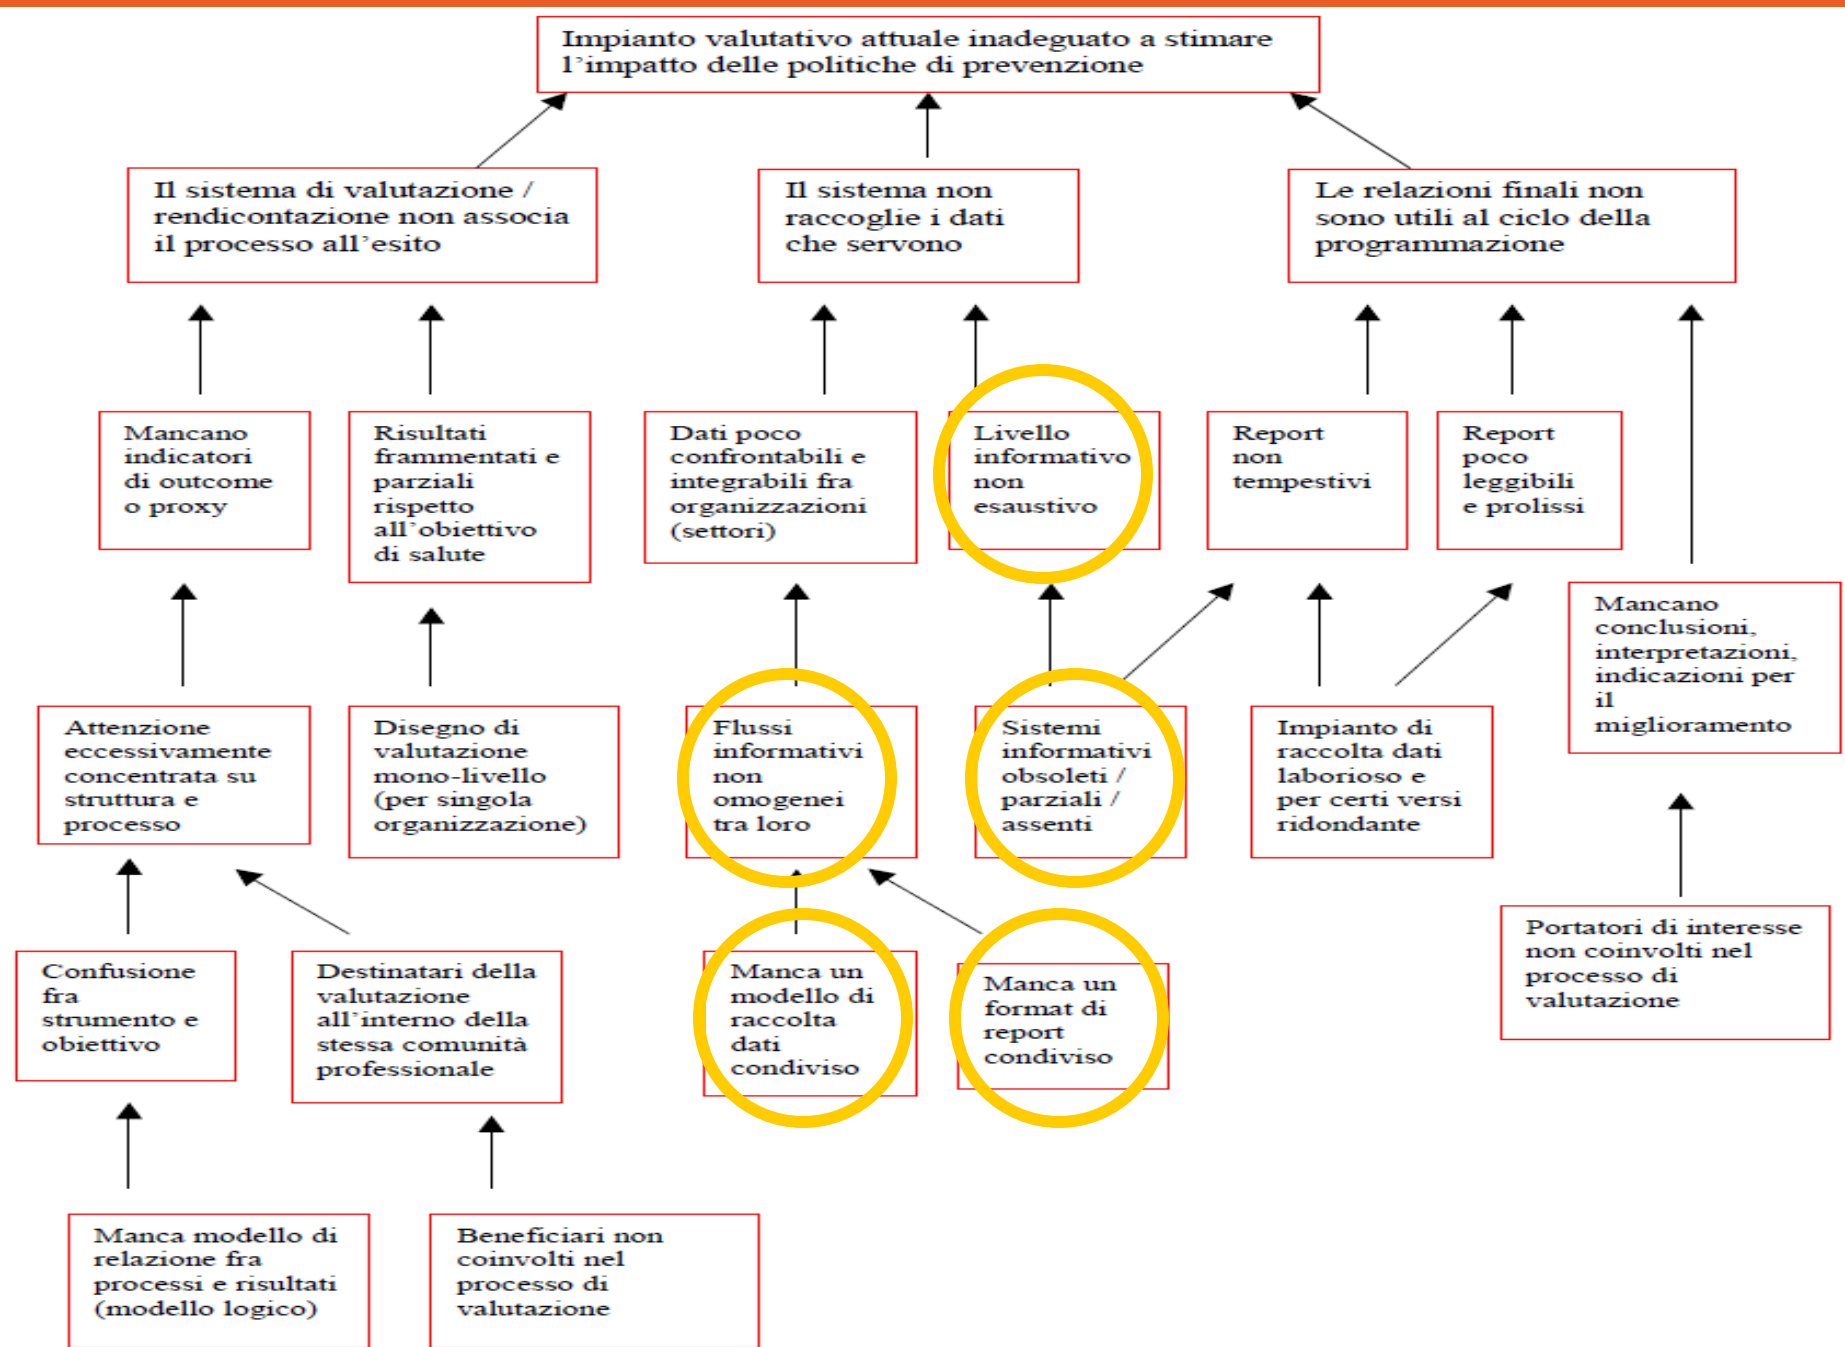 Impianto valutativo attuale inadeguato a stimare
l'impatto delle politiche di prevenzione
Il sistema di valutazione /
rendicontazione non associa
il processo all'esito
Il sistema non
raccoglie i dati
che servono
Le relazioni finali non
sono utili al ciclo della
programmazione
Mancano
indicatori
di outcome
o proxy
Risultati
frammentati e
parziali
rispetto
all'obiettivo
di salute
Dati poco
confrontabili e
integrabili fra
organizzazioni
(settori)
Livello
informativo
non
esaustivo
Report
non
tempestivi
Report
poco
leggibili
e prolissi
Mancano
conclusioni,
interpretazioni,
indicazioni per
il
miglioramento
Attenzione
eccessivamente
concentrata su
struttura e
processo
Disegno di
valutazione
mono-livello
(per singola
organizzazione)
Flussi
informativi
non
omogenei
tra loro
Sistemi
informativi
obsoleti /
parziali /
assenti
Impianto di
raccolta dati
laborioso e
per certi versi
ridondante
Portatori di interesse
non coinvolti nel
processo di
valutazione
Confusione
fra
strumento e
obiettivo
Destinatari della
valutazione
all'interno della
stessa comunità
professionale
Manca un
modello di
raccolta
dati
condiviso
Manca un
format di
report
condiviso
Manca modello di
relazione fra
processi e risultati
(modello logico)
Beneficiari non
coinvolti nel
processo di
valutazione